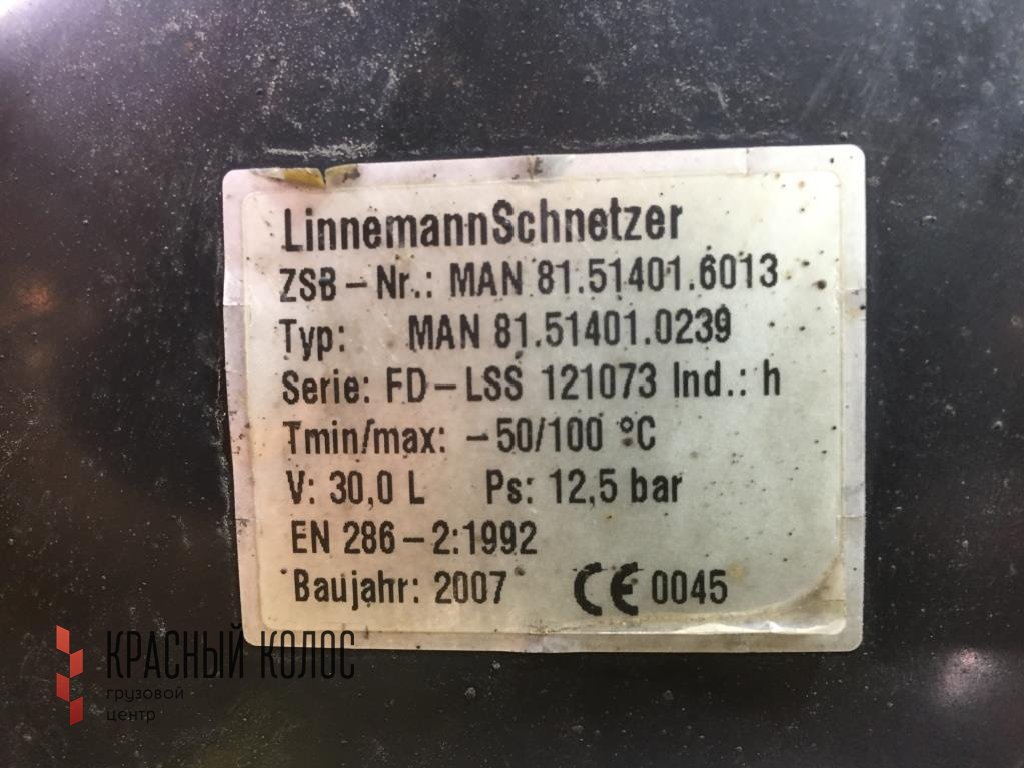 LinnemannSchnetzer
ZSB-Nr.: MAN 81.51401.6013
Typ: MAN 81.51401.0239
Serie: FD-LSS 121073 Ind.: h
Tmin/max: -50/100 °C
V: 30,0 L Ps: 12,5 bar
EN 286-2:1992
Baujahr: 2007 CE 0045
КРАСНЫЙ КОЛОС
грузовой
центр